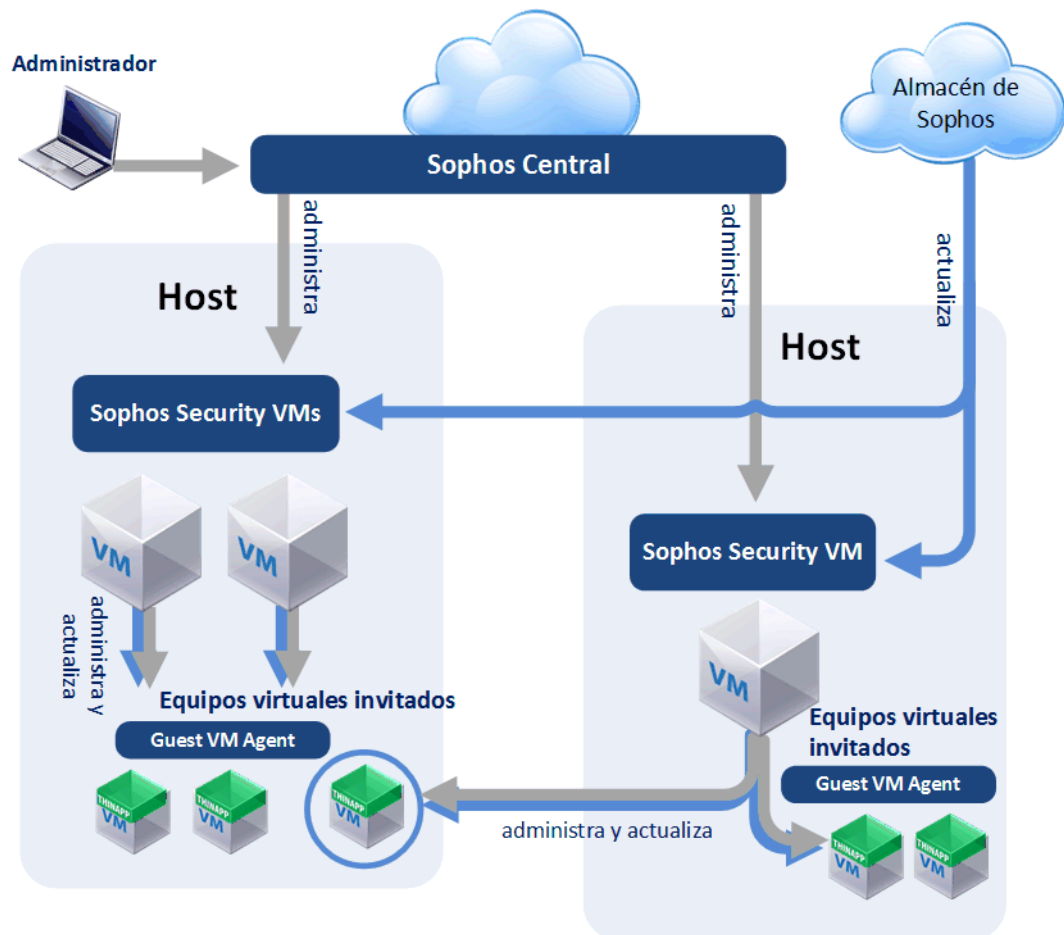 Administrador
Almacén de
Sophos
Sophos Central
administra
administra
actualiza
Host
Host
Sophos Security VMs
VM
VM
Sophos Security VM
administra y
actualiza
VM
Equipos virtuales invitados
Guest VM Agent
Equipos virtuales
invitados
Guest VM Agent
THINAPP
VM
THINAPP
VM
THINAPP
VM
administra y actualiza
THINAPP
VM
THINAPP
VM